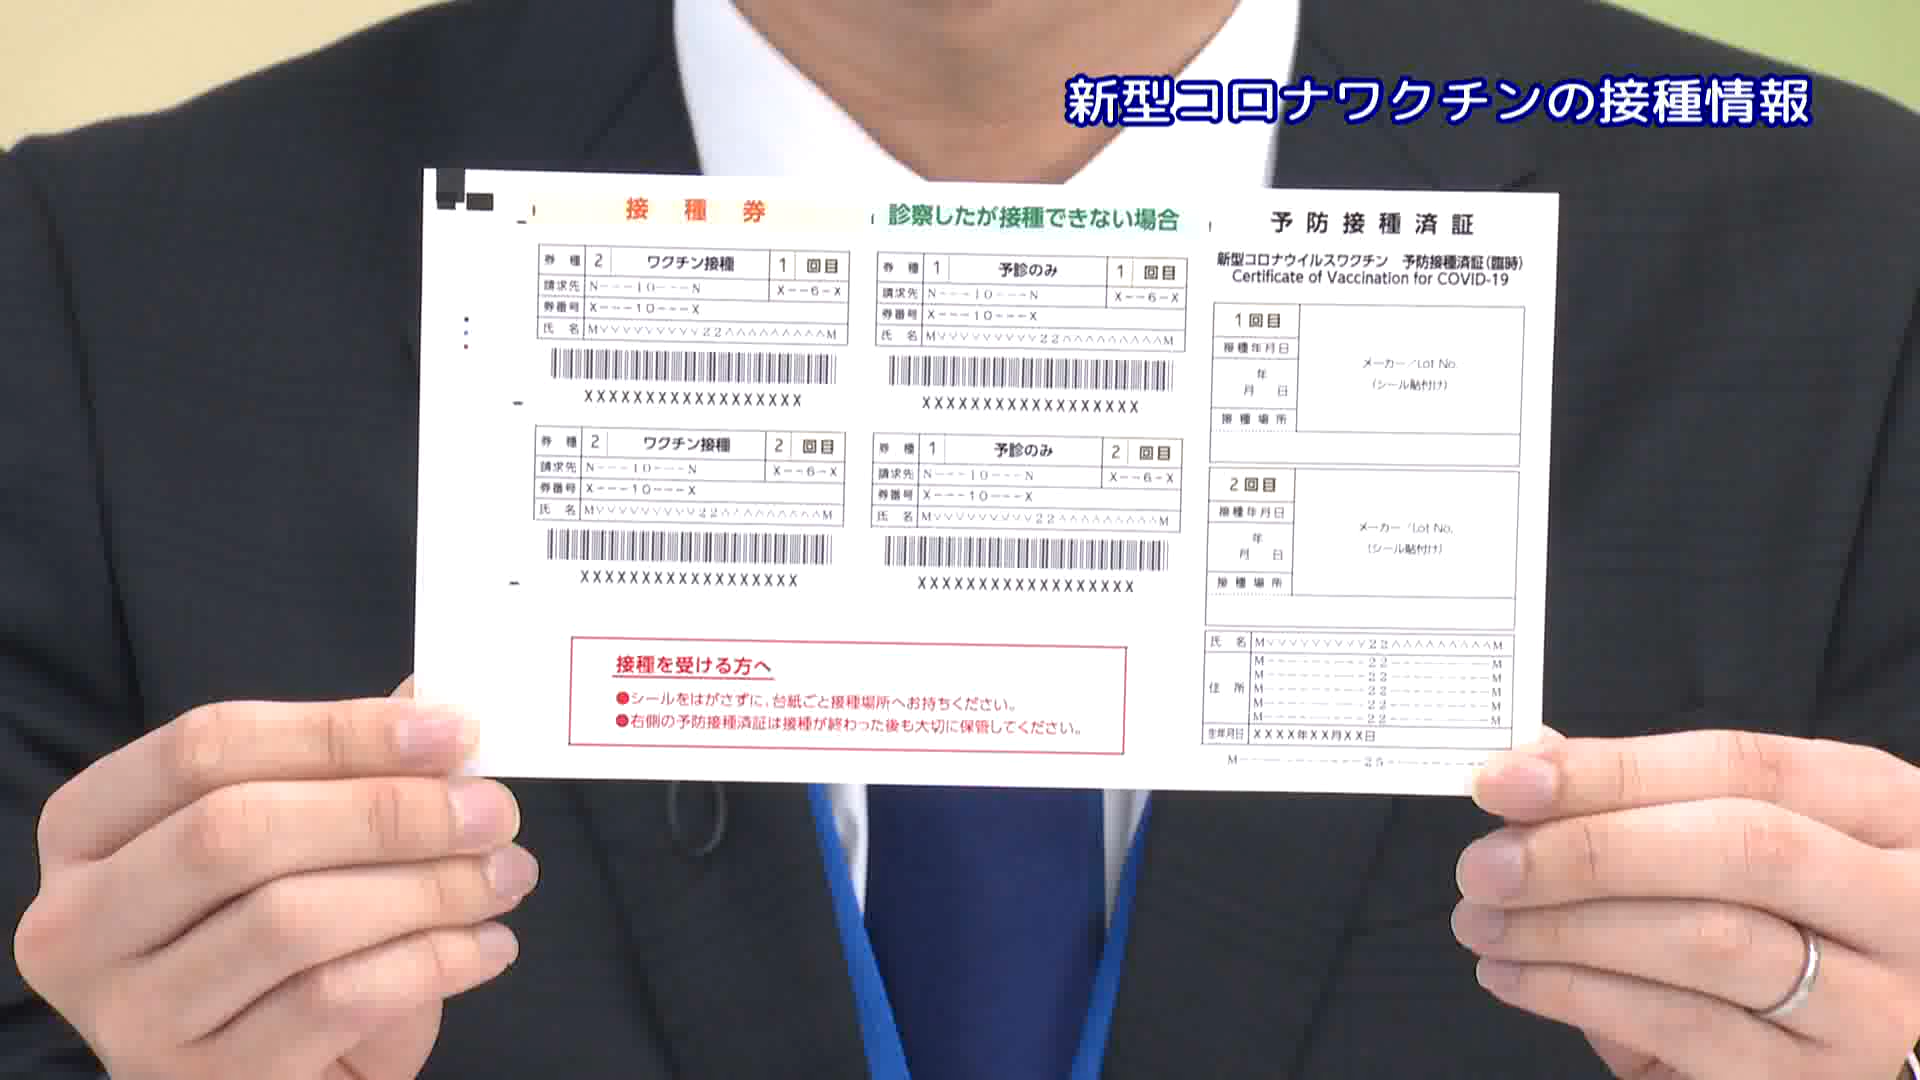 新型コロナワクチンの接種情報
接種券
診察したが接種できない場合
予防接種済証
新型コロナウイルスワクチン 予防接種済証(臨時)
Certificate of Vaccination for COVID-19
券種 2 ワクチン接種 1 回目
請求先 N---10---N X--6-X
券番号 X---10---X
氏名 M∨∨∨∨∨∨∨∨∨22∧∧∧∧∧∧∧∧∧M
XXXXXXXXXXXXXXXXXX
券種 1 予診のみ 1 回目
請求先 N---10---N X--6-X
券番号 X---10---X
氏名 M∨∨∨∨∨∨∨∨∨22∧∧∧∧∧∧∧∧∧M
XXXXXXXXXXXXXXXXXX
券種 2 ワクチン接種 2 回目
請求先 N---10---N X--6-X
券番号 X---10---X
氏名 M∨∨∨∨∨∨∨∨∨22∧∧∧∧∧∧∧∧∧M
XXXXXXXXXXXXXXXXXX
券種 1 予診のみ 2 回目
請求先 N---10---N X--6-X
券番号 X---10---X
氏名 M∨∨∨∨∨∨∨∨∨22∧∧∧∧∧∧∧∧∧M
XXXXXXXXXXXXXXXXXX
1回目
接種年月日
年
月 日
接種場所
メーカー/Lot No.
(シール貼付け)
2回目
接種年月日
年
月 日
接種場所
メーカー/Lot No.
(シール貼付け)
氏名 M∨∨∨∨∨∨∨∨∨22∧∧∧∧∧∧∧∧∧M
住所
M-----------22-----------M
M-----------22-----------M
M-----------22-----------M
M-----------22-----------M
M-----------22-----------M
生年月日 XXXX年XX月XX日
M------------25----------
接種を受ける方へ
●シールをはがさずに、台紙ごと接種場所へお持ちください。
●右側の予防接種済証は接種が終わった後も大切に保管してください。